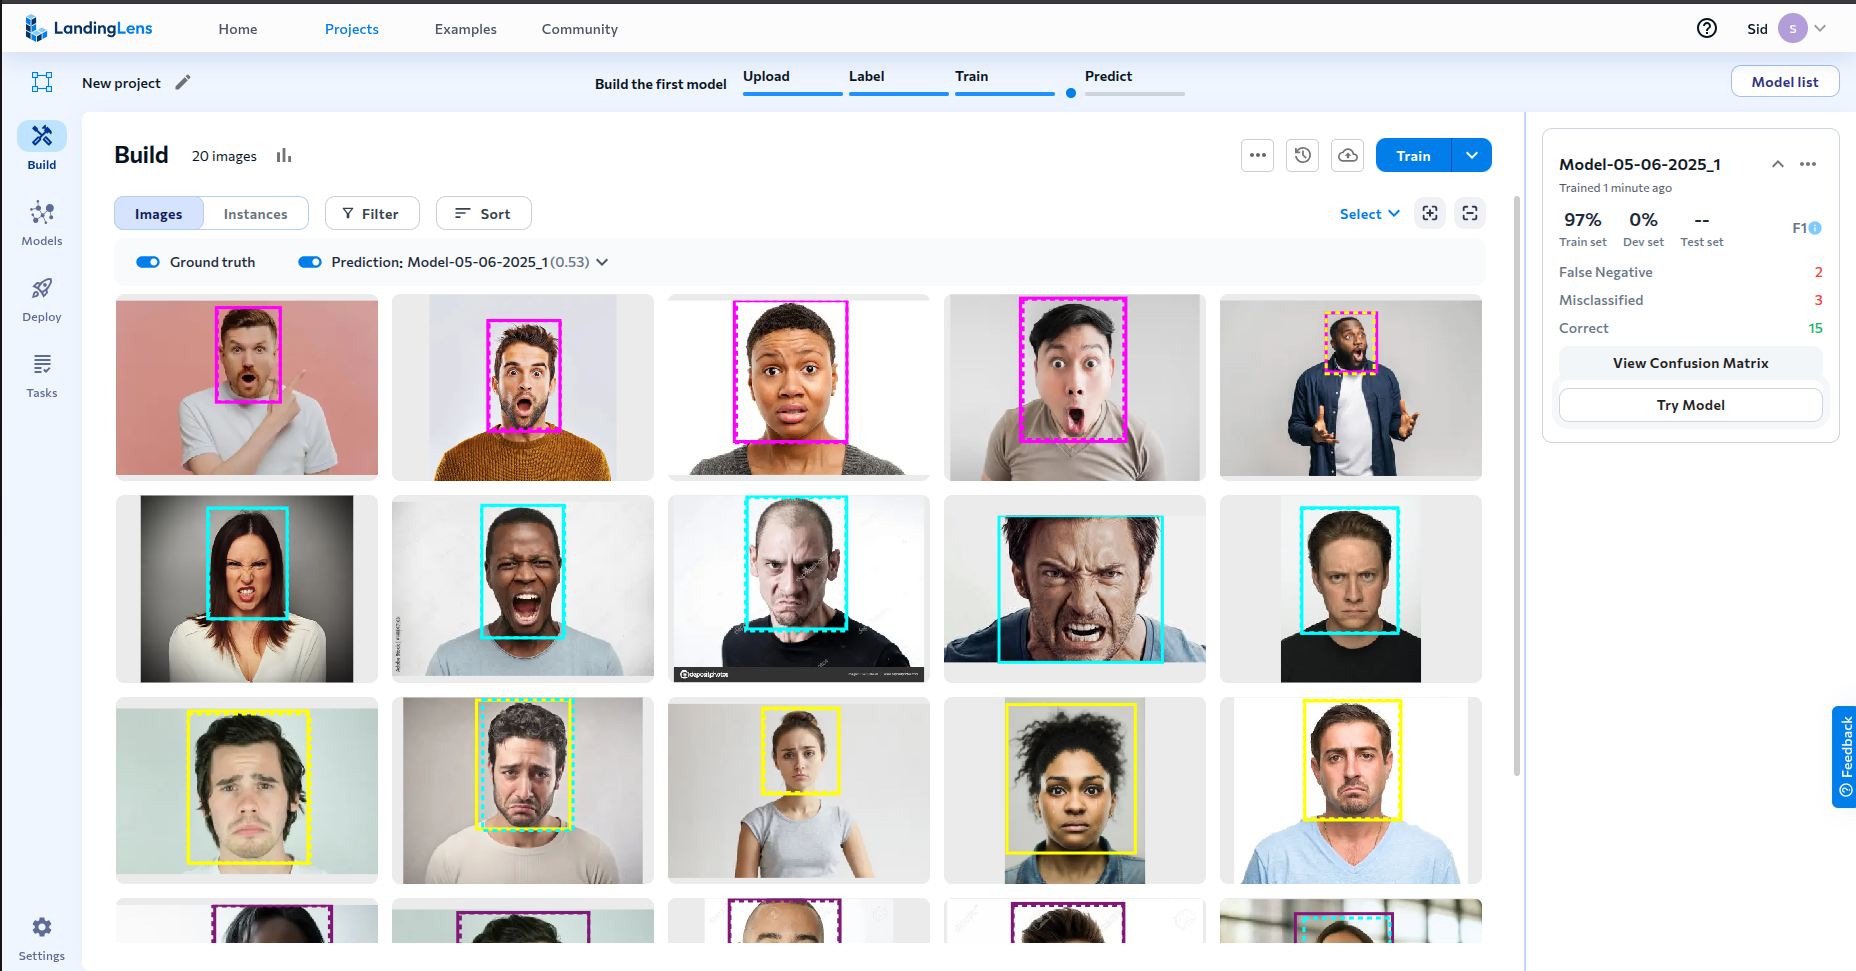 LandingLens
Home
Projects
Examples
Community
Sid
S
New project
Build the first model
Upload
Label
Train
Predict
Model list
Build
Models
Deploy
Tasks
Settings
Build
20 images
Train
Images
Instances
Filter
Sort
Select
Ground truth
Prediction: Model-05-06-2025_1 (0.53)
depositphotos
Model-05-06-2025_1
Trained 1 minute ago
97%
0%
--
Train set
Dev set
Test set
F1
False Negative
2
Misclassified
3
Correct
15
View Confusion Matrix
Try Model
Feedback